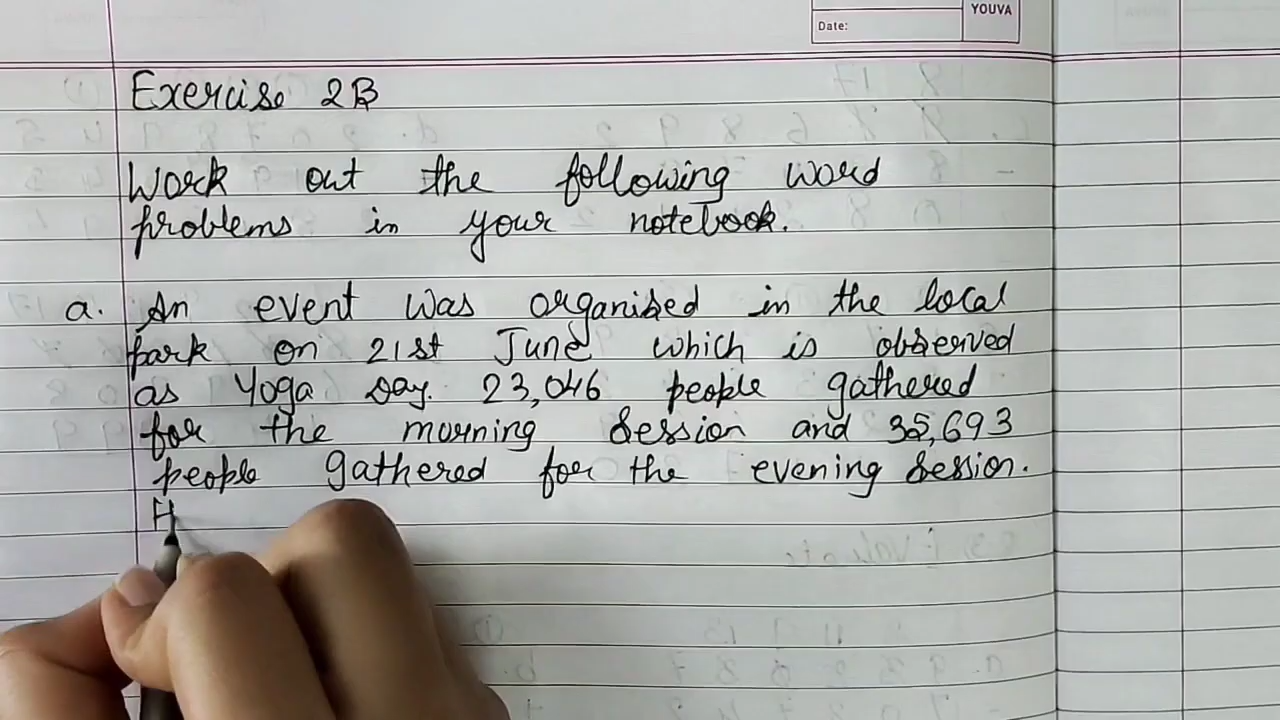 YOUVA
Date:
Exercise 2B
Work out the following word
problems in your notebook.
a. An event was organised in the local
park on 21st June which is observed
as Yoga Day. 23,046 people gathered
for the morning session and 35,693
people gathered for the evening session.
H